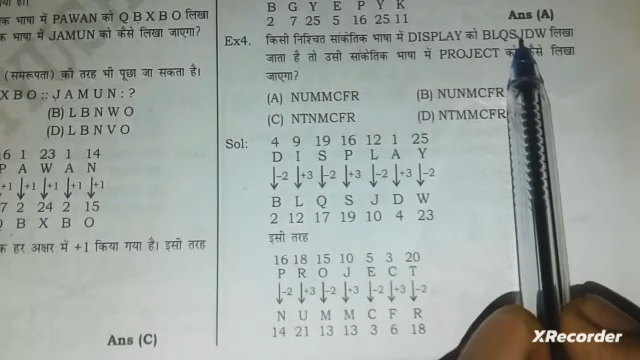 क भाषा में PAWAN को Q B X B O लिखा
क भाषा में JAMUN को कैसे लिखा जाएगा?
(समरूपता) की तरह भी पूछा जा सकता है।
X B O : : J A M U N : ?
(B) L B N W O
(D) L B N V O
6 1 23 1 14
P A W A N
+1 +1 +1 +1 +1
7 2 24 2 15
Q B X B O
क हर अक्षर में +1 किया गया है। इसी तरह
Ans (C)
B G Y E P Y K
2 7 25 5 16 25 11
Ans (A)
Ex4. किसी निश्चित सांकेतिक भाषा में DISPLAY को BLQSJDW लिखा
जाता है तो उसी सांकेतिक भाषा में PROJECT को कैसे लिखा
जाएगा?
(A) NUMMCFR (B) NUNMCFR
(C) NTNMCFR (D) NTMMCFR
Sol: 4 9 19 16 12 1 25
D I S P L A Y
-2 +3 -2 +3 -2 +3 -2
B L Q S J D W
2 12 17 19 10 4 23
इसी तरह
16 18 15 10 5 3 20
P R O J E C T
-2 +3 -2 +3 -2 +3 -2
N U M M C F R
14 21 13 13 3 6 18
XRecorder